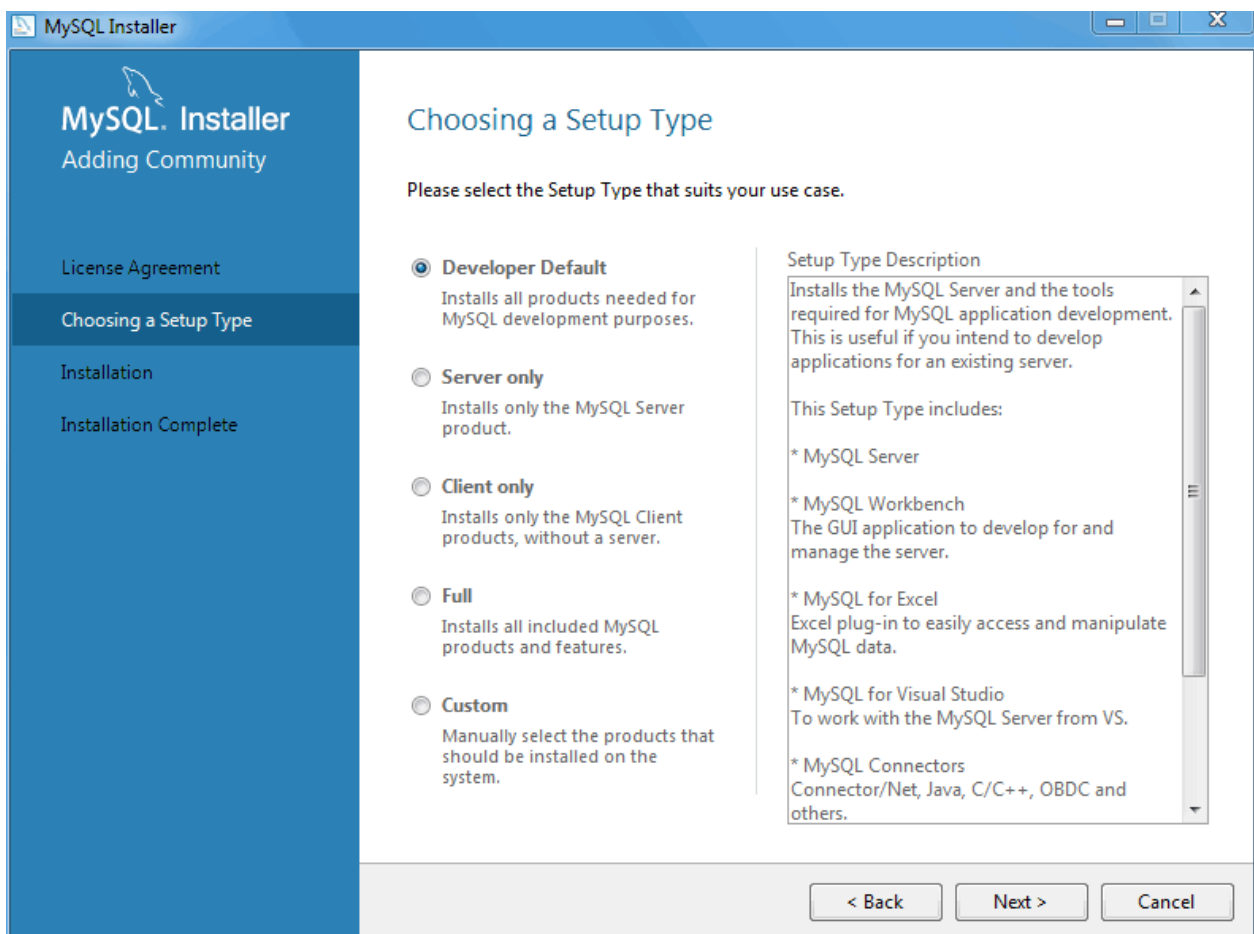 MySQL Installer
MySQL. Installer
Adding Community
License Agreement
Choosing a Setup Type
Installation
Installation Complete
Choosing a Setup Type
Please select the Setup Type that suits your use case.
Developer Default
Installs all products needed for
MySQL development purposes.
Server only
Installs only the MySQL Server
product.
Client only
Installs only the MySQL Client
products, without a server.
Full
Installs all included MySQL
products and features.
Custom
Manually select the products that
should be installed on the
system.
Setup Type Description
Installs the MySQL Server and the tools
required for MySQL application development.
This is useful if you intend to develop
applications for an existing server.
This Setup Type includes:
* MySQL Server
* MySQL Workbench
The GUI application to develop for and
manage the server.
* MySQL for Excel
Excel plug-in to easily access and manipulate
MySQL data.
* MySQL for Visual Studio
To work with the MySQL Server from VS.
* MySQL Connectors
Connector/Net, Java, C/C++, OBDC and
others.
< Back
Next >
Cancel